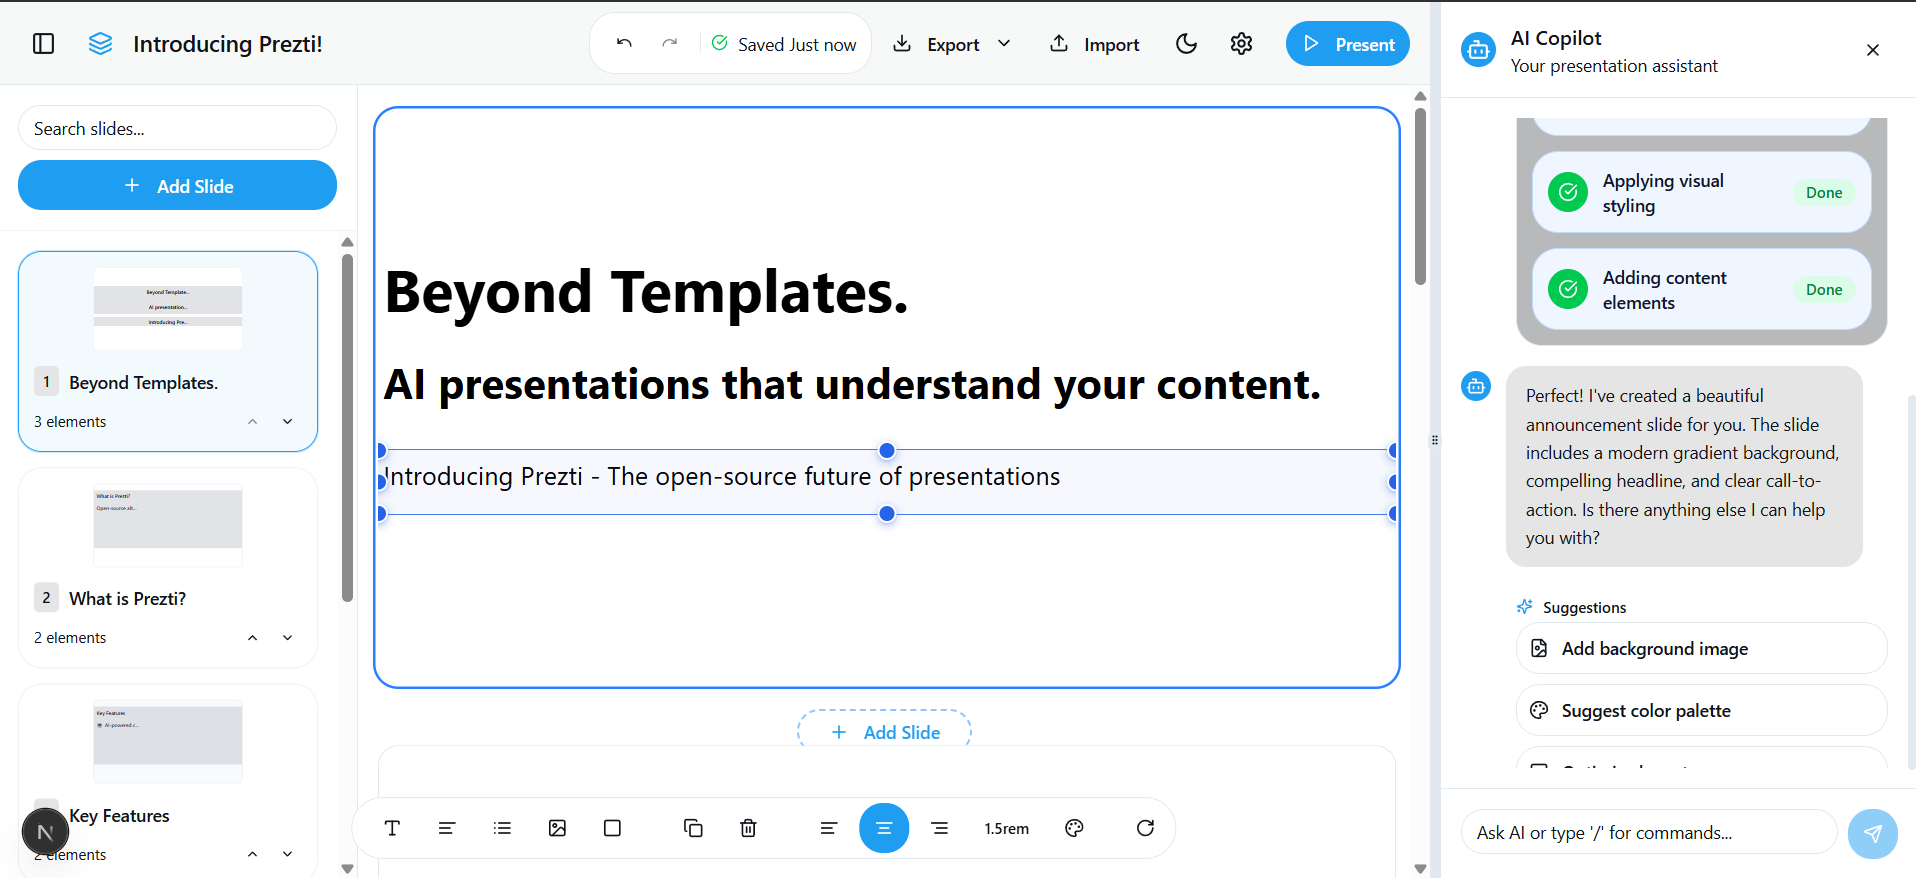 Introducing Prezti!
Saved Just now
Export
Import
Present
AI Copilot
Your presentation assistant
Search slides...
Add Slide
Beyond Template...
AI presentation...
Introducing Pre...
1 Beyond Templates.
3 elements
What is Prezti?
Open-source alt...
2 What is Prezti?
2 elements
Key Features
AI-powered c...
Key Features
N
2 elements
Beyond Templates.
AI presentations that understand your content.
Introducing Prezti - The open-source future of presentations
Add Slide
1.5rem
Applying visual
styling
Done
Adding content
elements
Done
Perfect! I've created a beautiful
announcement slide for you. The slide
includes a modern gradient background,
compelling headline, and clear call-to-
action. Is there anything else I can help
you with?
Suggestions
Add background image
Suggest color palette
Ask AI or type '/' for commands...